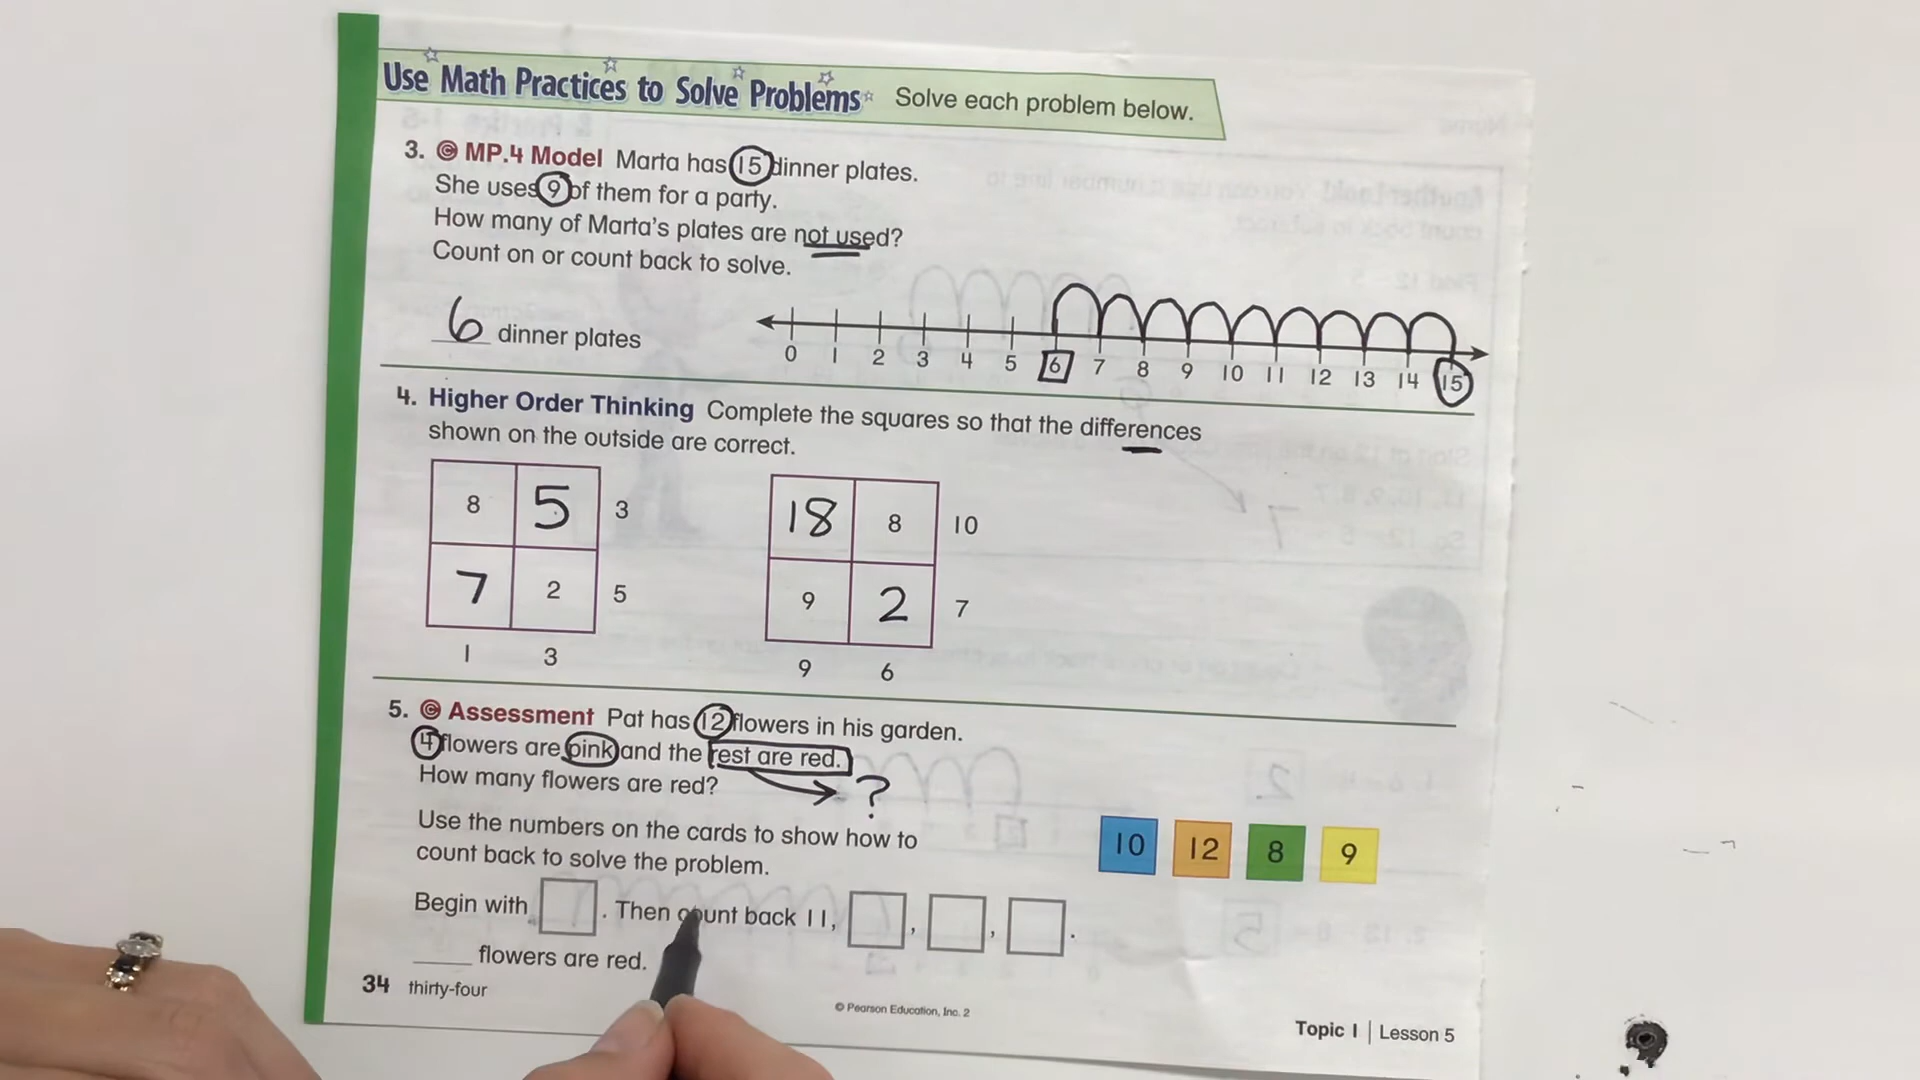 Use Math Practices to Solve Problems Solve each problem below.
3. © MP.4 Model Marta has 15 dinner plates.
She uses 9 of them for a party.
How many of Marta's plates are not used?
Count on or count back to solve.
6 dinner plates
0 1 2 3 4 5 6 7 8 9 10 11 12 13 14 15
4. Higher Order Thinking Complete the squares so that the differences
shown on the outside are correct.
8 5 3
7 2 5
1 3
18 8 10
9 2 7
9 6
5. © Assessment Pat has 12 flowers in his garden.
4 flowers are pink and the rest are red.
How many flowers are red? ?
Use the numbers on the cards to show how to
count back to solve the problem.
10 12 8 9
Begin with . Then count back 11, , , .
____ flowers are red.
34 thirty-four
© Pearson Education, Inc. 2
Topic 1 | Lesson 5